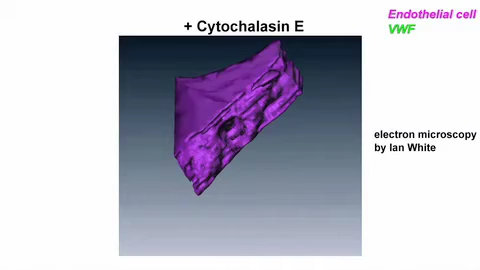 + Cytochalasin E
Endothelial cell
VWF
electron microscopy
by Ian White